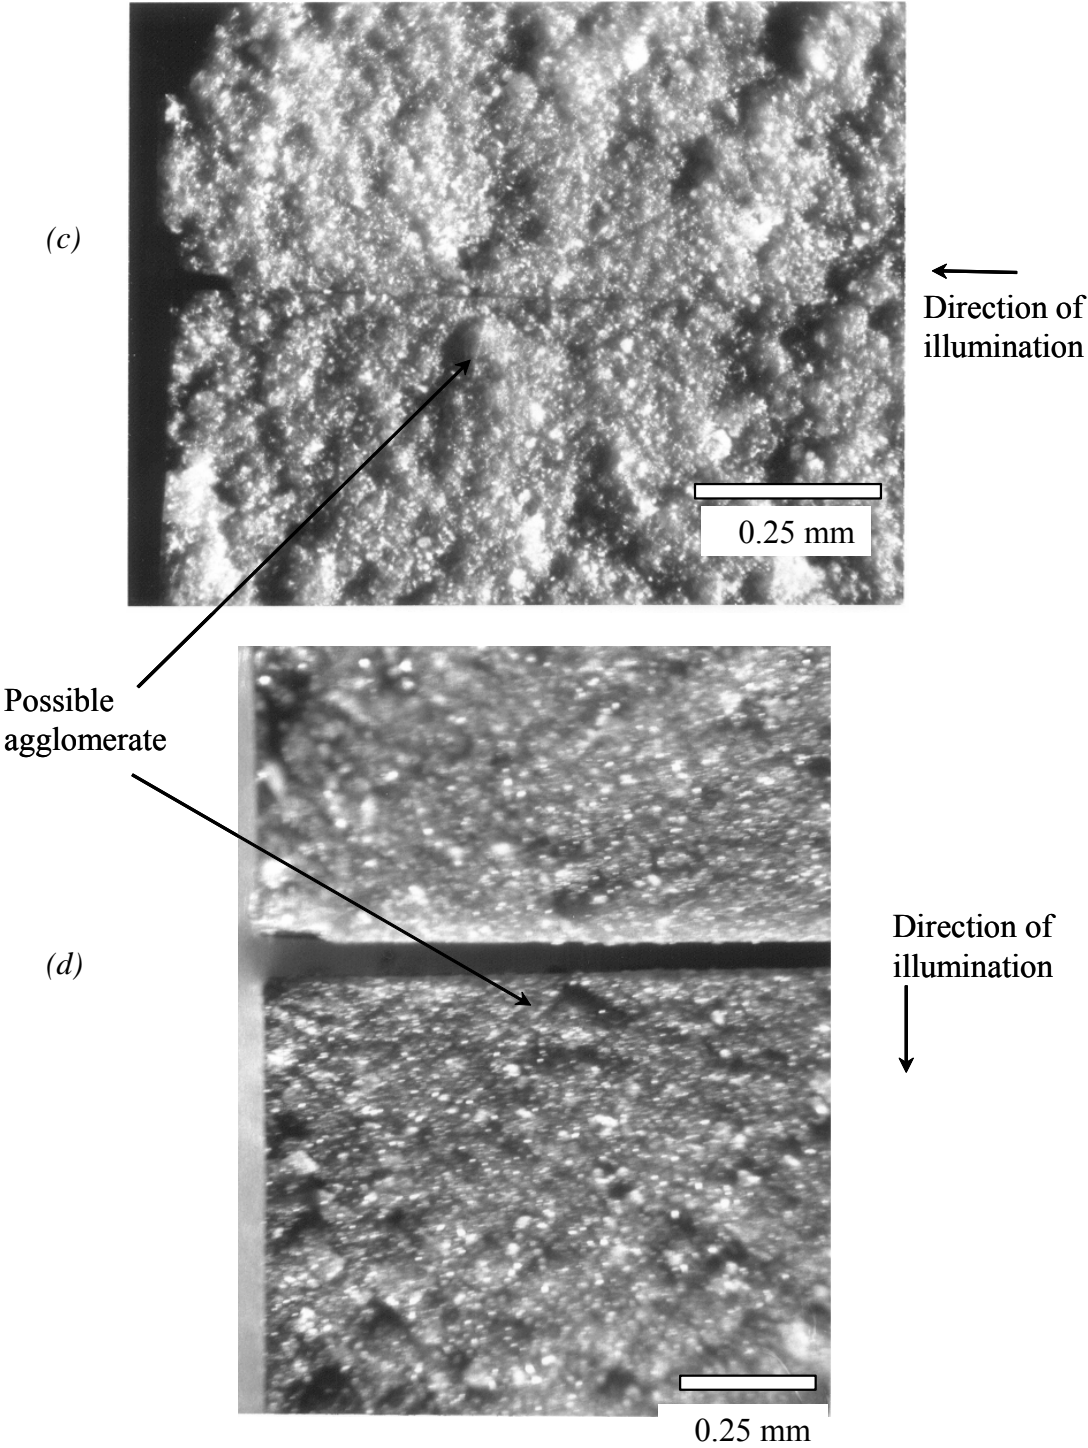 (c)
Direction of
illumination
0.25 mm
Possible
agglomerate
Direction of
illumination
(d)
0.25 mm